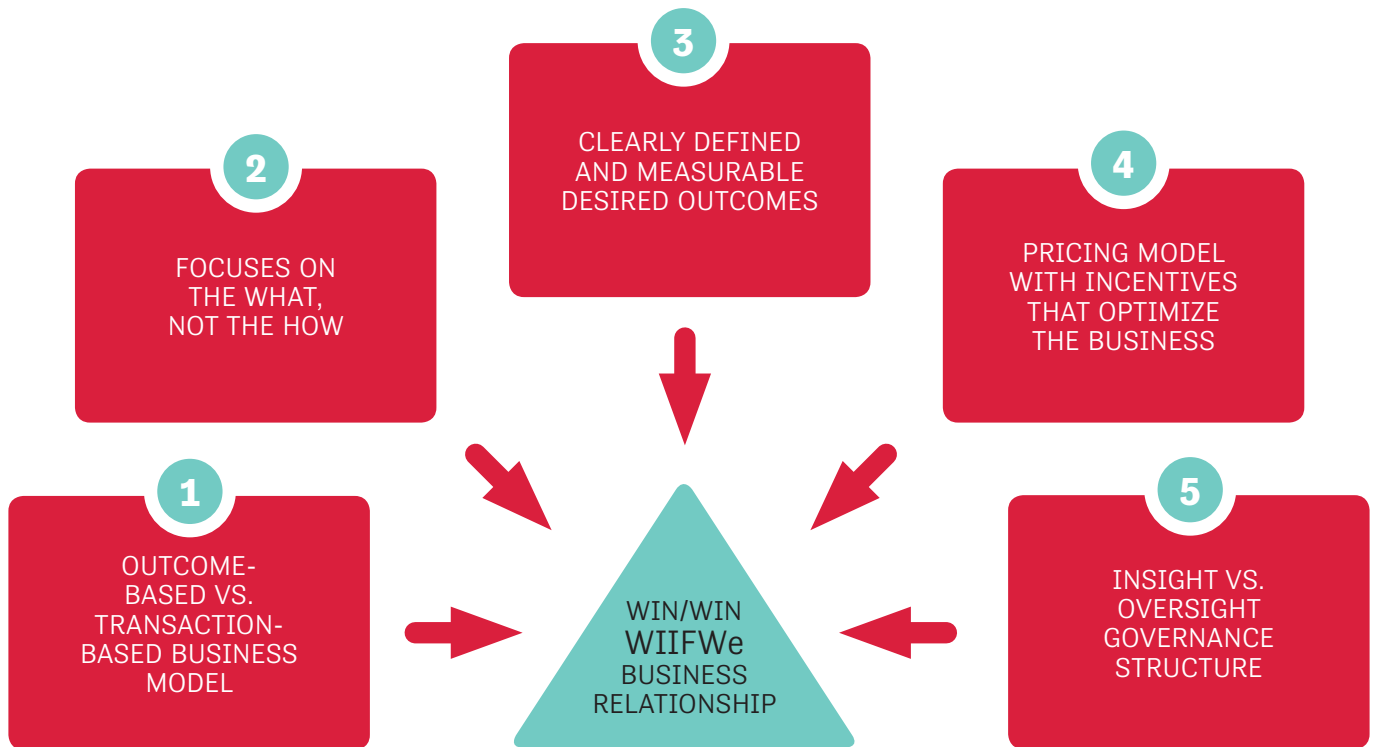 1
OUTCOME-
BASED VS.
TRANSACTION-
BASED BUSINESS
MODEL
2
FOCUSES ON
THE WHAT,
NOT THE HOW
3
CLEARLY DEFINED
AND MEASURABLE
DESIRED OUTCOMES
4
PRICING MODEL
WITH INCENTIVES
THAT OPTIMIZE
THE BUSINESS
5
INSIGHT VS.
OVERSIGHT
GOVERNANCE
STRUCTURE
WIN/WIN
WIIFWe
BUSINESS
RELATIONSHIP